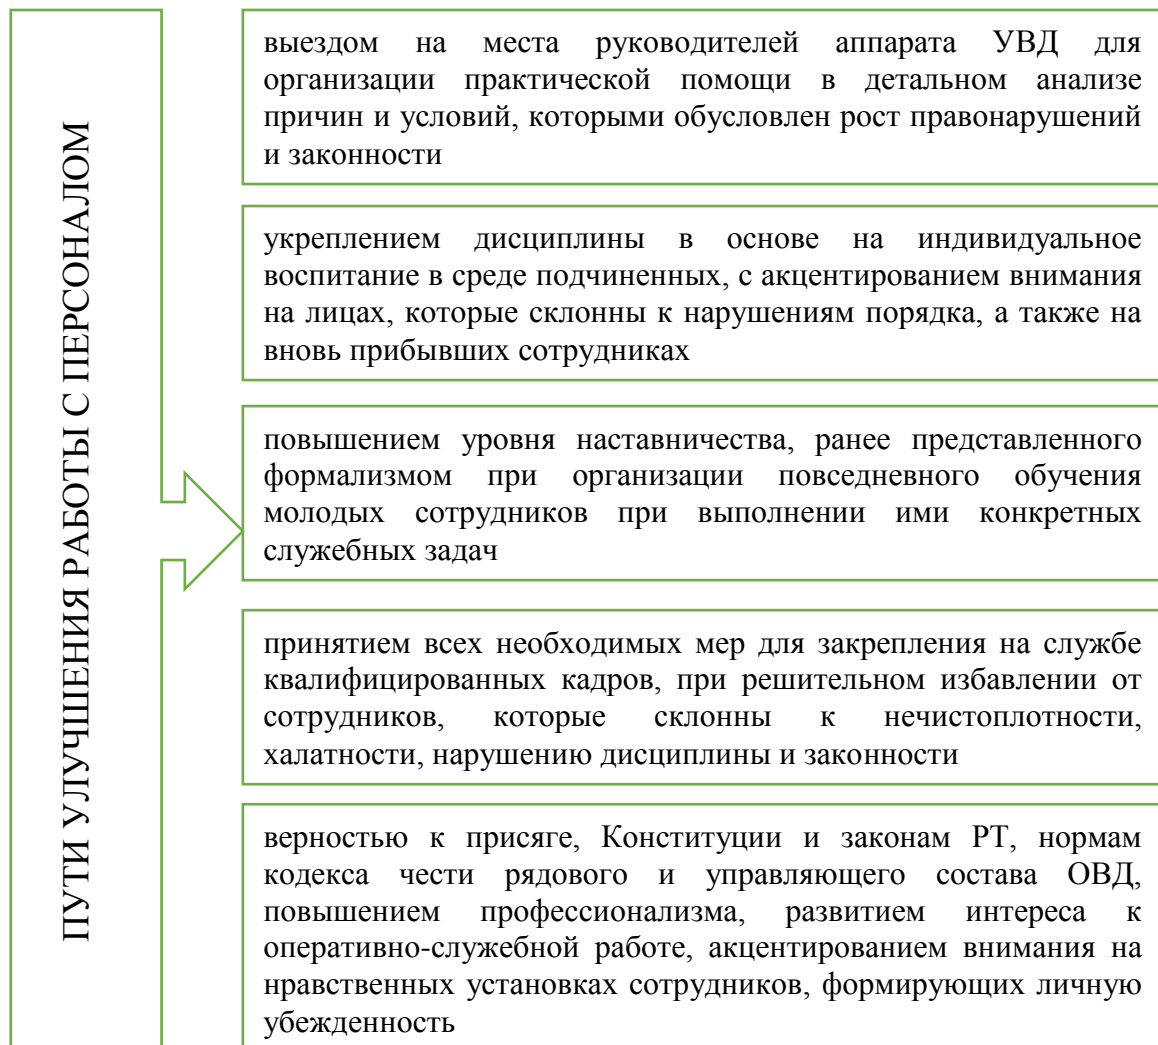 ПУТИ УЛУЧШЕНИЯ РАБОТЫ С ПЕРСОНАЛОМ
выездом на места руководителей аппарата УВД для
организации практической помощи в детальном анализе
причин и условий, которыми обусловлен рост правонарушений
и законности
укреплением дисциплины в основе на индивидуальное
воспитание в среде подчиненных, с акцентированием внимания
на лицах, которые склонны к нарушениям порядка, а также на
вновь прибывших сотрудниках
повышением уровня наставничества, ранее представленного
формализмом при организации повседневного обучения
молодых сотрудников при выполнении ими конкретных
служебных задач
принятием всех необходимых мер для закрепления на службе
квалифицированных кадров, при решительном избавлении от
сотрудников, которые склонны к нечистоплотности,
халатности, нарушению дисциплины и законности
верностью к присяге, Конституции и законам РТ, нормам
кодекса чести рядового и управляющего состава ОВД,
повышением профессионализма, развитием интереса к
оперативно-служебной работе, акцентированием внимания на
нравственных установках сотрудников, формирующих личную
убежденность